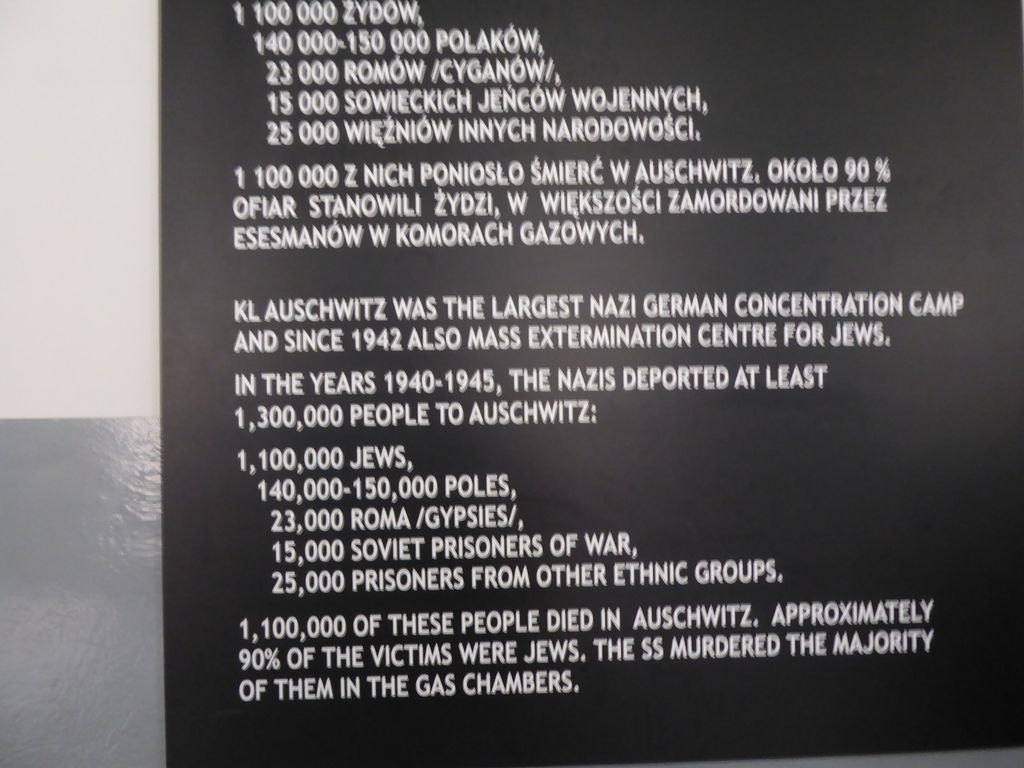 1 100 000 ŻYDÓW,
140 000-150 000 POLAKÓW,
23 000 ROMÓW /CYGANÓW/,
15 000 SOWIECKICH JEŃCÓW WOJENNYCH,
25 000 WIĘŹNIÓW INNYCH NARODOWOŚCI.
1 100 000 Z NICH PONIOSŁO ŚMIERĆ W AUSCHWITZ. OKOŁO 90 %
OFIAR STANOWILI ŻYDZI, W WIĘKSZOŚCI ZAMORDOWANI PRZEZ
ESESMANÓW W KOMORACH GAZOWYCH.
KL AUSCHWITZ WAS THE LARGEST NAZI GERMAN CONCENTRATION CAMP
AND SINCE 1942 ALSO MASS EXTERMINATION CENTRE FOR JEWS.
IN THE YEARS 1940-1945, THE NAZIS DEPORTED AT LEAST
1,300,000 PEOPLE TO AUSCHWITZ:
1,100,000 JEWS,
140,000-150,000 POLES,
23,000 ROMA /GYPSIES/,
15,000 SOVIET PRISONERS OF WAR,
25,000 PRISONERS FROM OTHER ETHNIC GROUPS.
1,100,000 OF THESE PEOPLE DIED IN AUSCHWITZ. APPROXIMATELY
90% OF THE VICTIMS WERE JEWS. THE SS MURDERED THE MAJORITY
OF THEM IN THE GAS CHAMBERS.